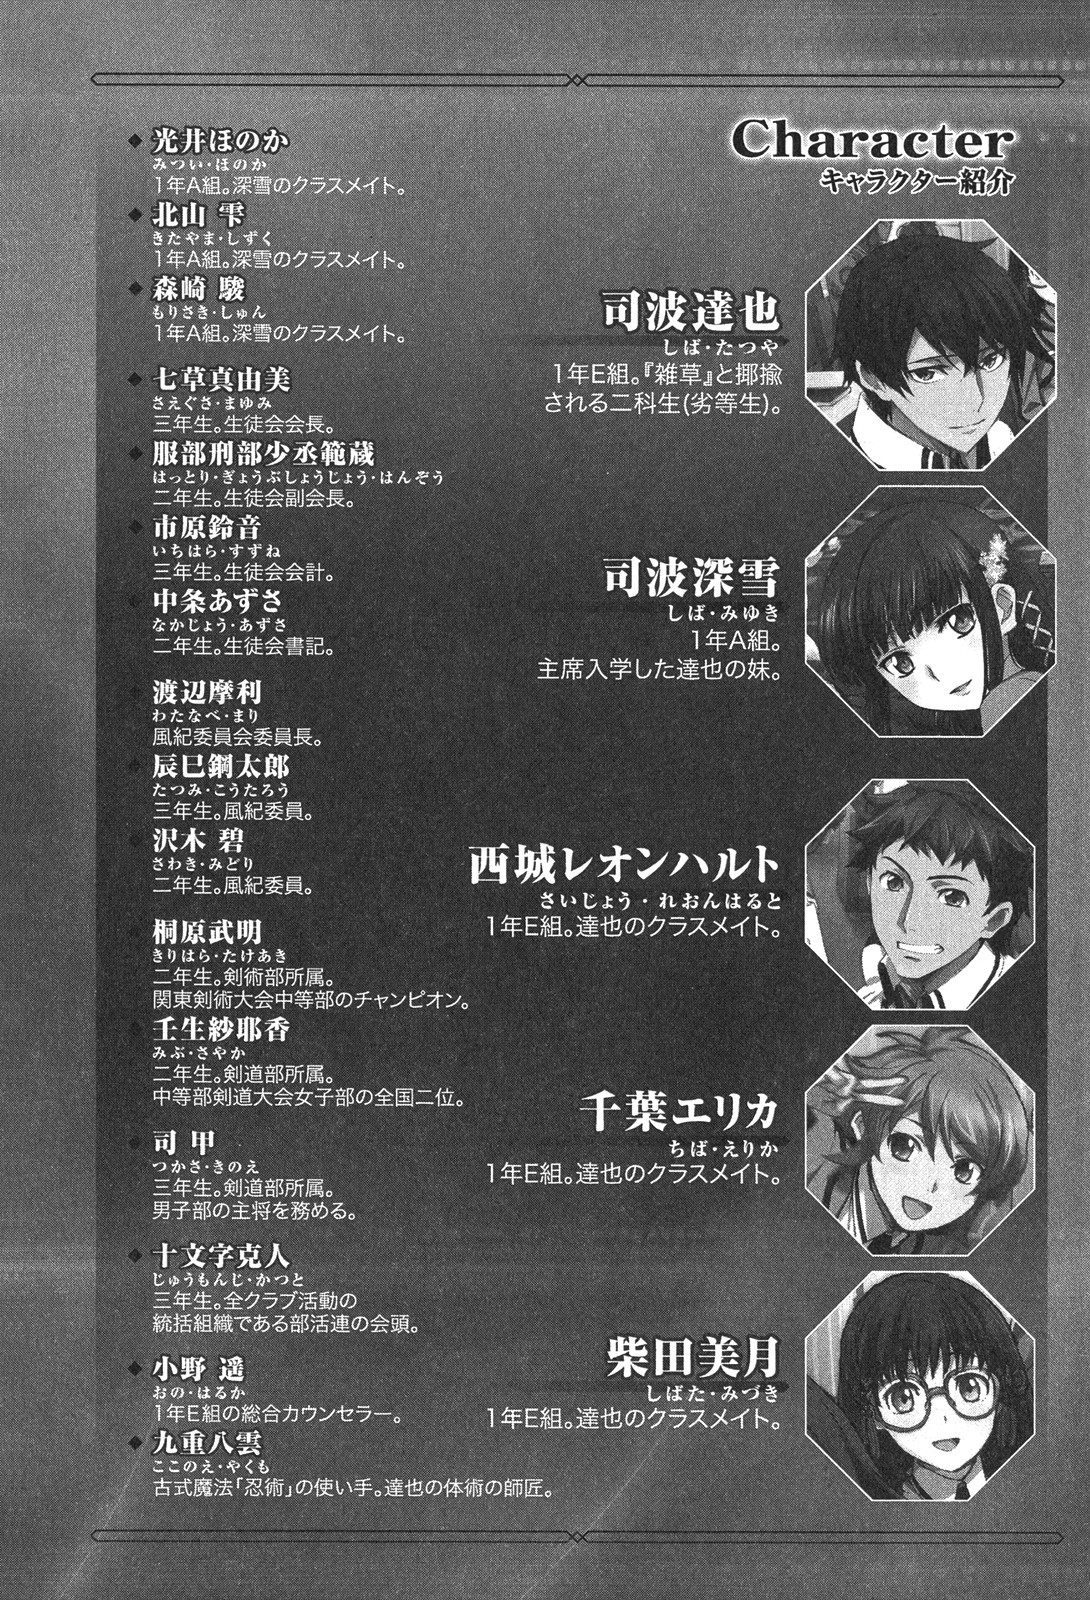 Character
キャラクター紹介
司波達也
しば・たつや
1年E組。『雑草』と揶揄
される二科生(劣等生)。
司波深雪
しば・みゆき
1年A組。
主席入学した達也の妹。
西城レオンハルト
さいじょう・れおんはると
1年E組。達也のクラスメイト。
千葉エリカ
ちば・えりか
1年E組。達也のクラスメイト。
柴田美月
しばた・みづき
1年E組。達也のクラスメイト。
光井ほのか
みつい・ほのか
1年A組。深雪のクラスメイト。
北山 雫
きたやま・しずく
1年A組。深雪のクラスメイト。
森崎 駿
もりさき・しゅん
1年A組。深雪のクラスメイト。
七草真由美
さえぐさ・まゆみ
三年生。生徒会会長。
服部刑部少丞範蔵
はっとり・ぎょうぶしょうじょう・はんぞう
二年生。生徒会副会長。
市原鈴音
いちはら・すずね
三年生。生徒会会計。
中条あずさ
なかじょう・あずさ
二年生。生徒会書記。
渡辺摩利
わたなべ・まり
風紀委員会委員長。
辰巳鋼太郎
たつみ・こうたろう
三年生。風紀委員。
沢木 碧
さわき・みどり
二年生。風紀委員。
桐原武明
きりはら・たけあき
二年生。剣術部所属。
関東剣術大会中等部のチャンピオン。
壬生紗耶香
みぶ・さやか
二年生。剣道部所属。
中等部剣道大会女子部の全国二位。
司 甲
つかさ・きのえ
三年生。剣道部所属。
男子部の主将を務める。
十文字克人
じゅうもんじ・かつと
三年生。全クラブ活動の
統括組織である部活連の会頭。
小野 遥
おの・はるか
1年E組の総合カウンセラー。
九重八雲
ここのえ・やくも
古式魔法「忍術」の使い手。達也の体術の師匠。